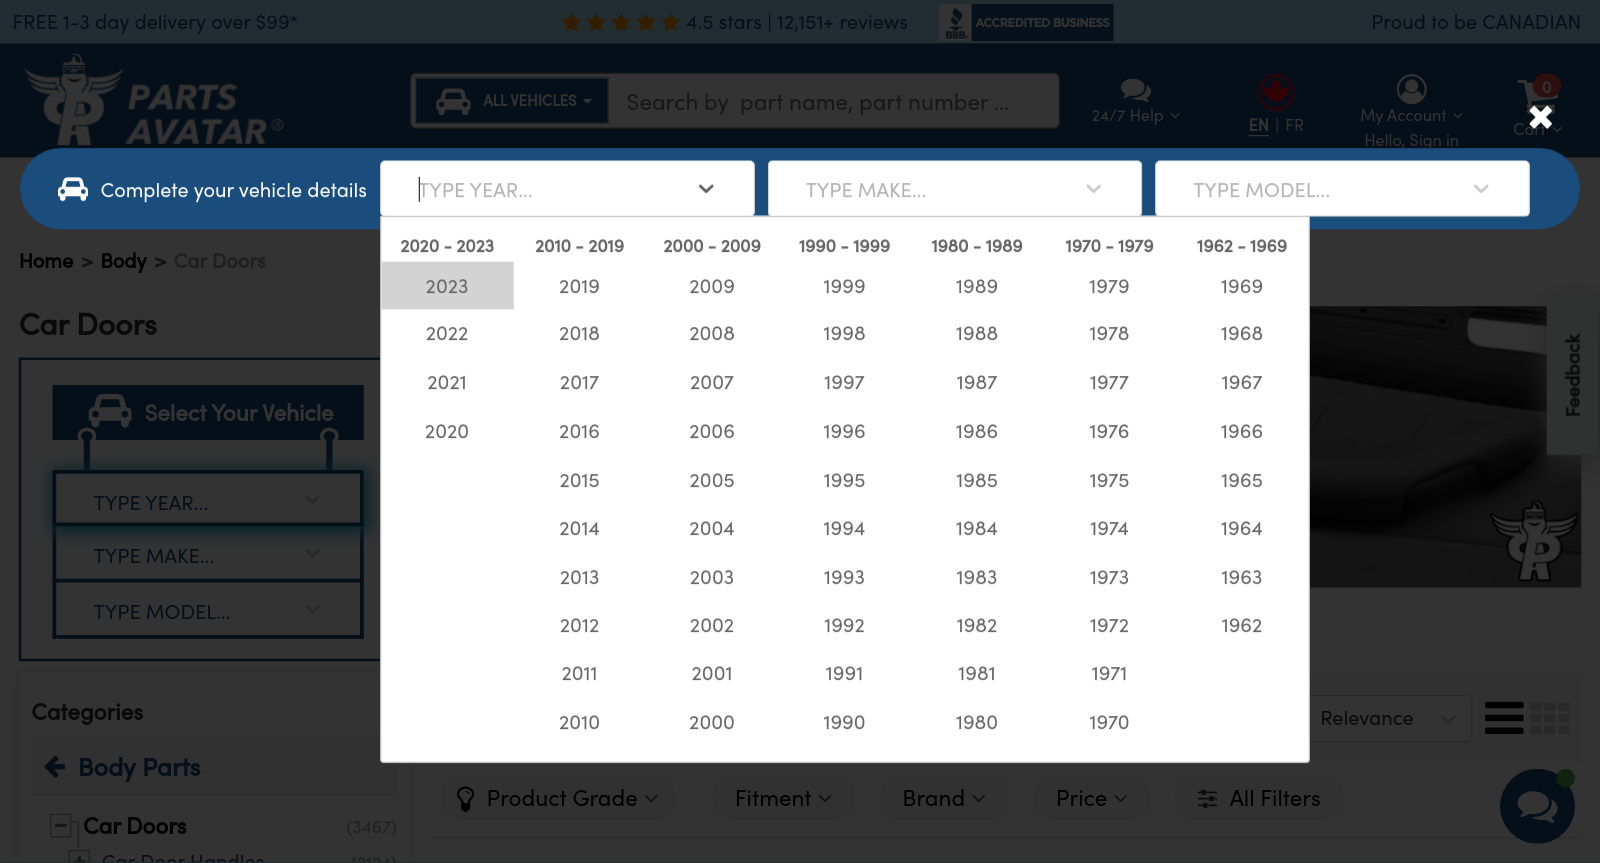 FREE 1-3 day delivery over $99*
4.5 stars | 12,151+ reviews
BBB.
ACCREDITED BUSINESS
Proud to be CANADIAN
PARTS
AVATAR®
ALL VEHICLES
Search by part name, part number ...
24/7 Help
EN | FR
My Account
Hello, Sign in
0
Cart
Complete your vehicle details
TYPE YEAR...
TYPE MAKE...
TYPE MODEL...
Home > Body > Car Doors
Car Doors
Select Your Vehicle
TYPE YEAR...
TYPE MAKE...
TYPE MODEL...
2020 - 2023 2010 - 2019 2000 - 2009 1990 - 1999 1980 - 1989 1970 - 1979 1962 - 1969
2023 2019 2009 1999 1989 1979 1969
2022 2018 2008 1998 1988 1978 1968
2021 2017 2007 1997 1987 1977 1967
2020 2016 2006 1996 1986 1976 1966
2015 2005 1995 1985 1975 1965
2014 2004 1994 1984 1974 1964
2013 2003 1993 1983 1973 1963
2012 2002 1992 1982 1972 1962
2011 2001 1991 1981 1971
2010 2000 1990 1980 1970
Feedback
Categories
Body Parts
Car Doors (3467)
Car Door Handles
Relevance
Product Grade
Fitment
Brand
Price
All Filters